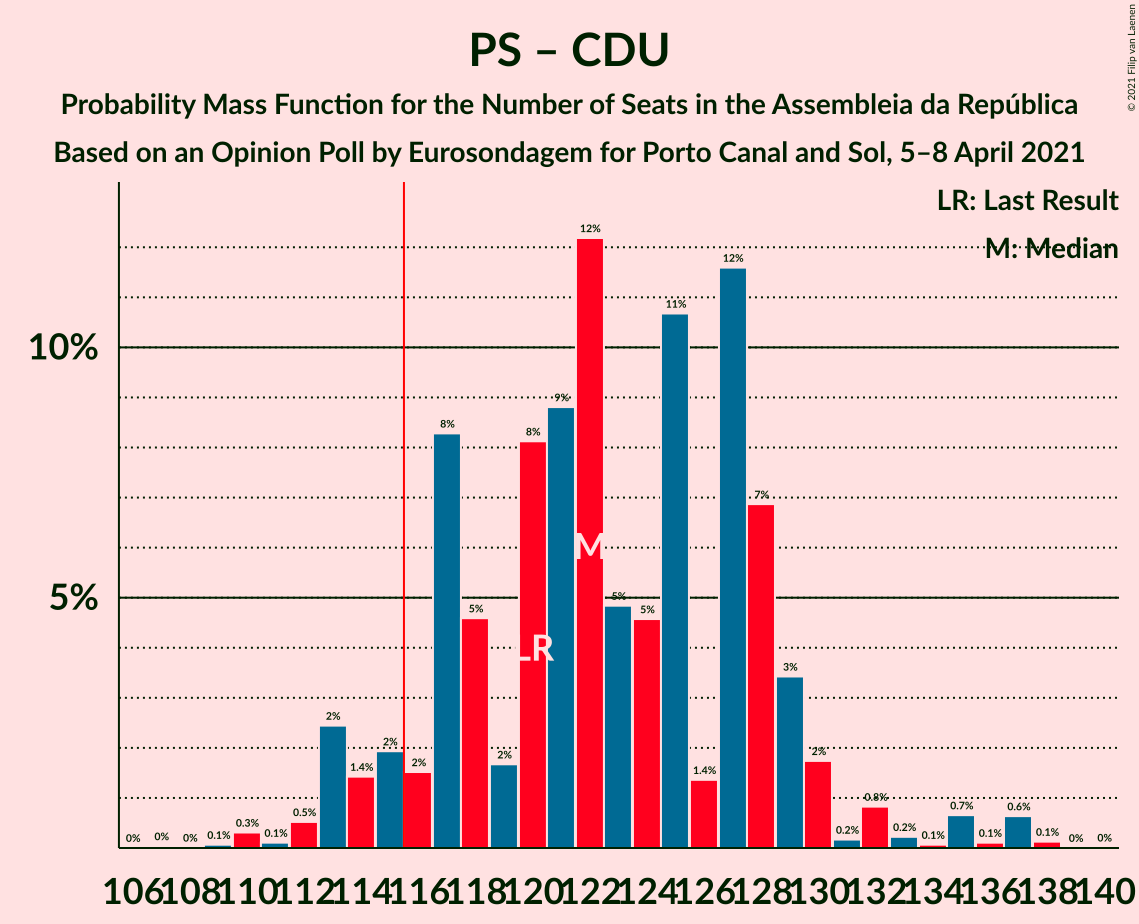 PS – CDU
Probability Mass Function for the Number of Seats in the Assembleia da República
Based on an Opinion Poll by Eurosondagem for Porto Canal and Sol, 5–8 April 2021
© 2021 Filip van Laenen
LR: Last Result
M: Median
10%
5%
0% 0% 0% 0.1% 0.3% 0.1% 0.5% 2% 1.4% 2% 2% 8% 5% 2% 8% 9% 12% 5% 5% 11% 1.4% 12% 7% 3% 2% 0.2% 0.8% 0.2% 0.1% 0.7% 0.1% 0.6% 0.1% 0% 0%
M
LR
106 108 110 112 114 116 118 120 122 124 126 128 130 132 134 136 138 140